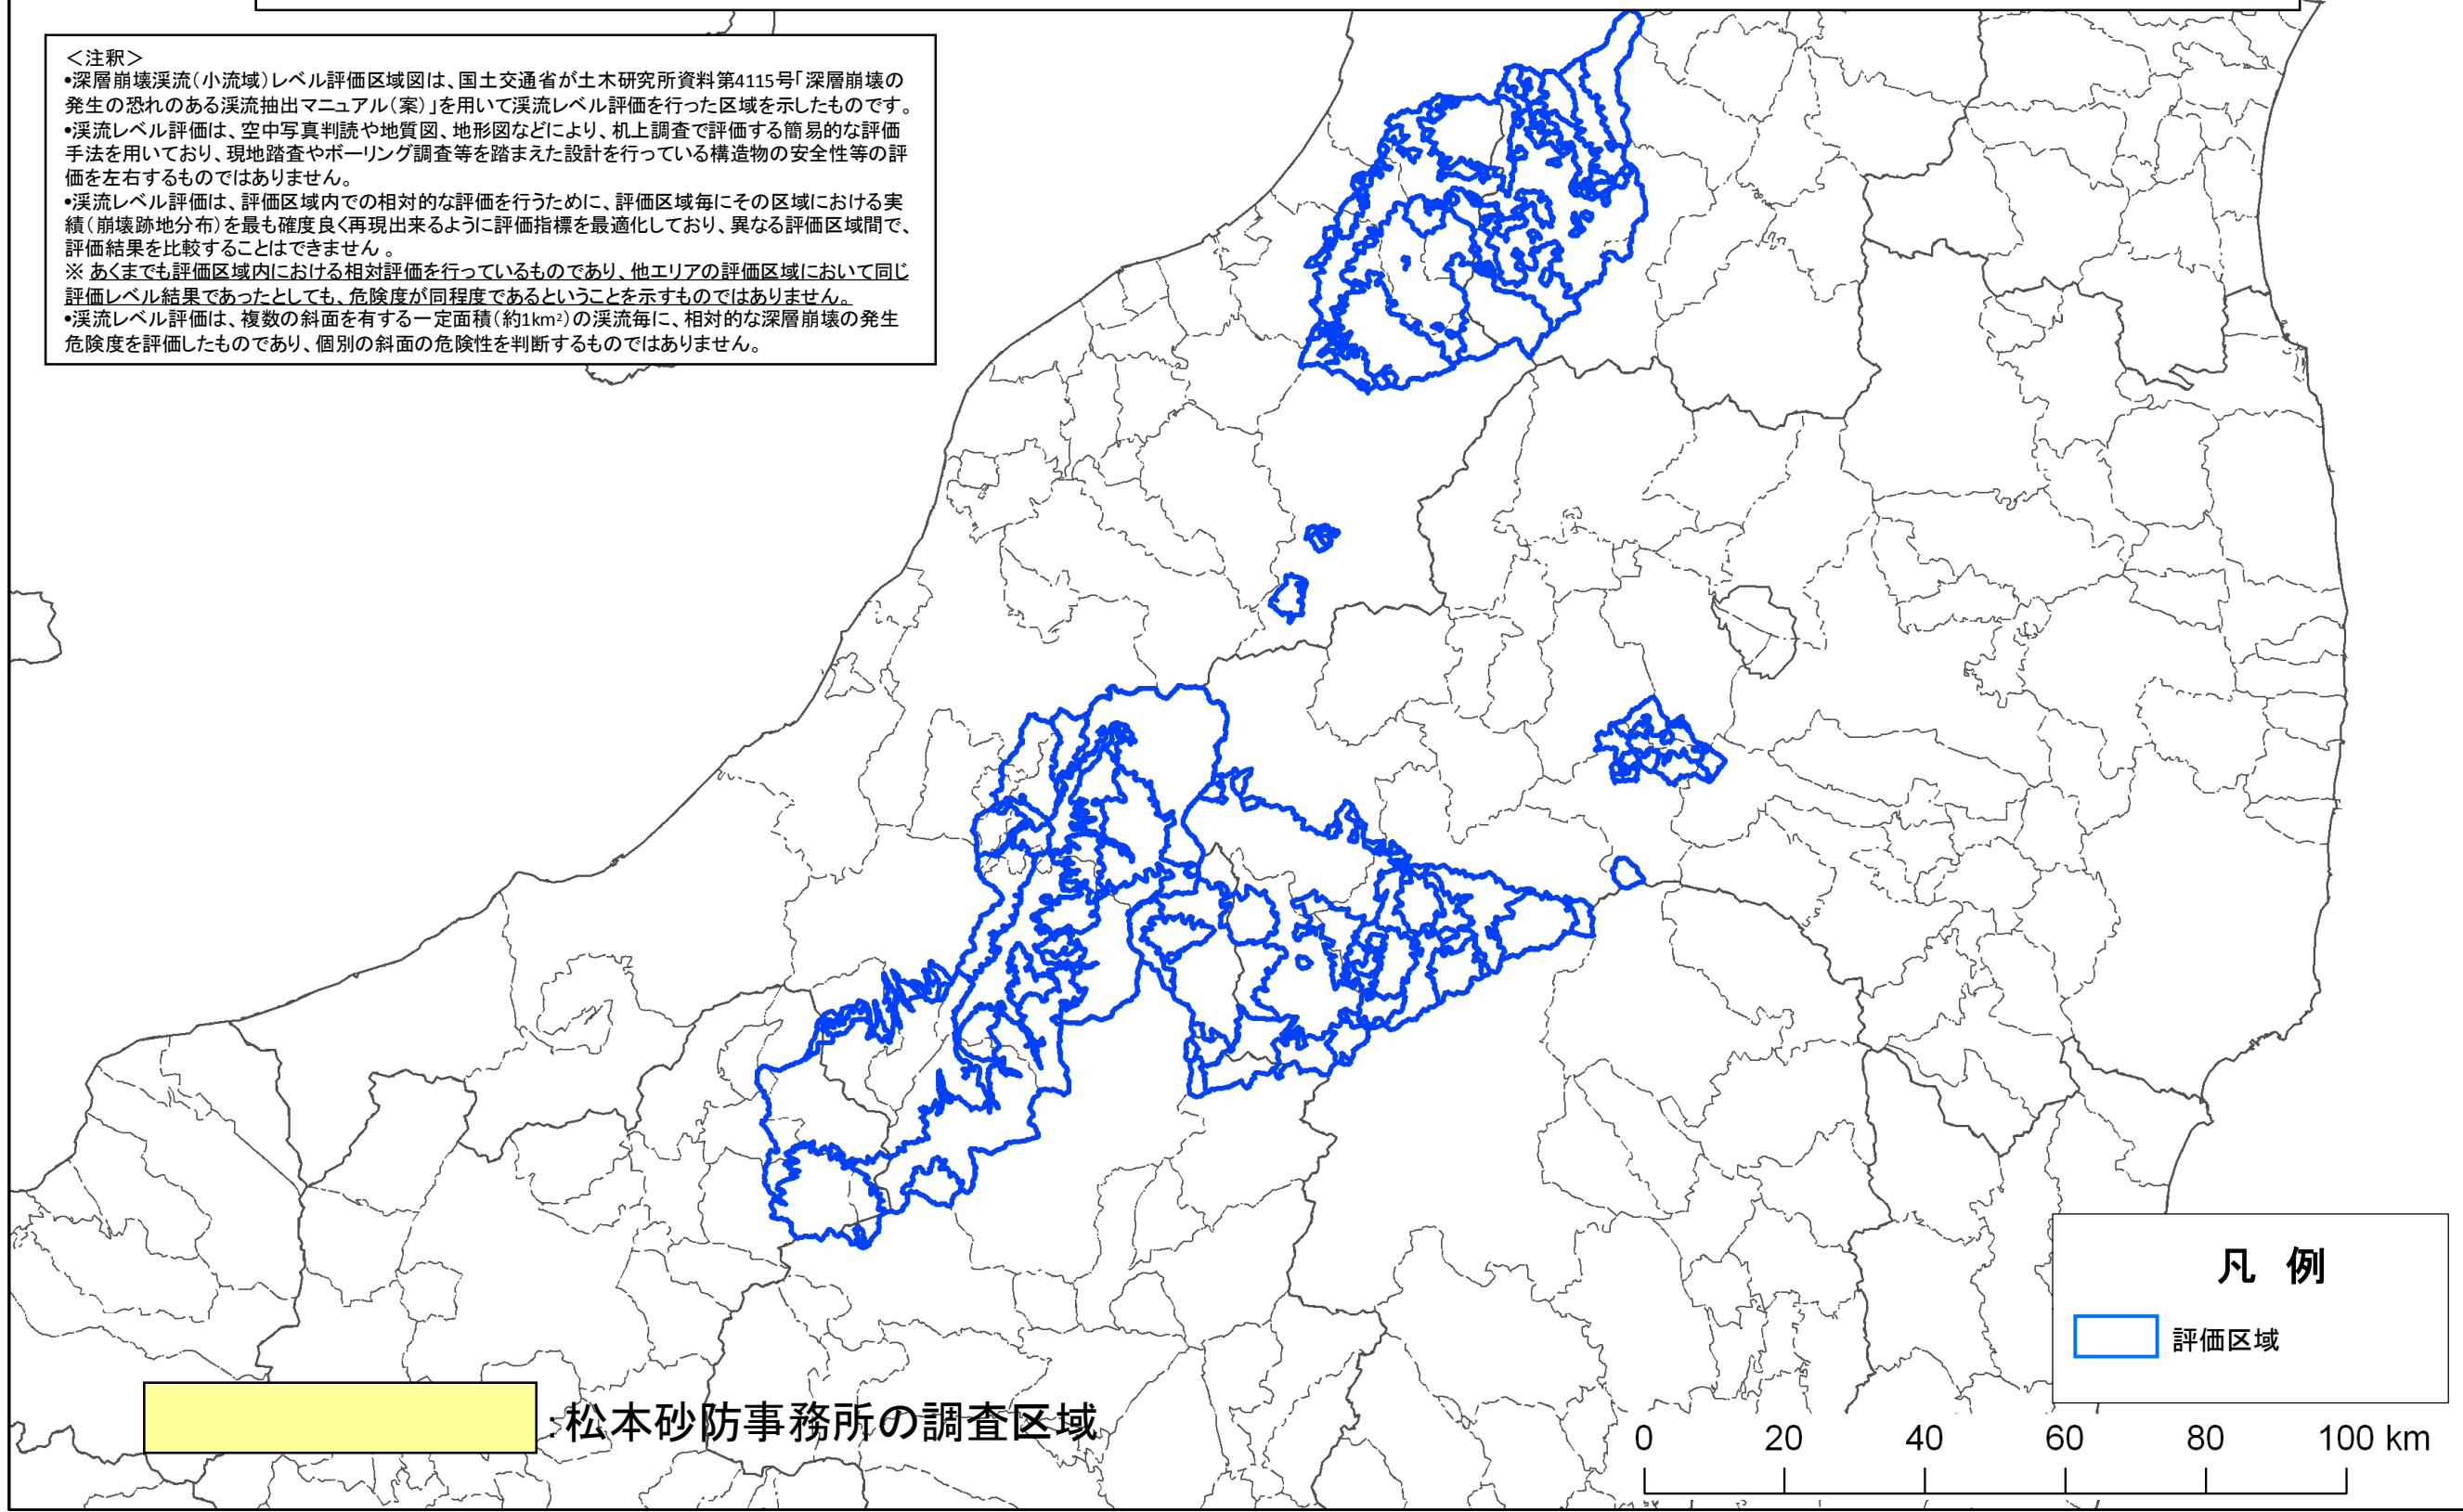 ＜注釈＞
•深層崩壊渓流（小流域）レベル評価区域図は、国土交通省が土木研究所資料第4115号「深層崩壊の
発生の恐れのある渓流抽出マニュアル（案）」を用いて渓流レベル評価を行った区域を示したものです。
•渓流レベル評価は、空中写真判読や地質図、地形図などにより、机上調査で評価する簡易的な評価
手法を用いており、現地踏査やボーリング調査等を踏まえた設計を行っている構造物の安全性等の評
価を左右するものではありません。
•渓流レベル評価は、評価区域内での相対的な評価を行うために、評価区域毎にその区域における実
績（崩壊跡地分布）を最も確度良く再現出来るように評価指標を最適化しており、異なる評価区域間で、
評価結果を比較することはできません 。
※ あくまでも評価区域内における相対評価を行っているものであり、他エリアの評価区域において同じ
評価レベル結果であったとしても、危険度が同程度であるということを示すものではありません。
•渓流レベル評価は、複数の斜面を有する一定面積（約1km²）の渓流毎に、相対的な深層崩壊の発生
危険度を評価したものであり、個別の斜面の危険性を判断するものではありません。
凡 例
評価区域
：松本砂防事務所の調査区域
0 20 40 60 80 100 km